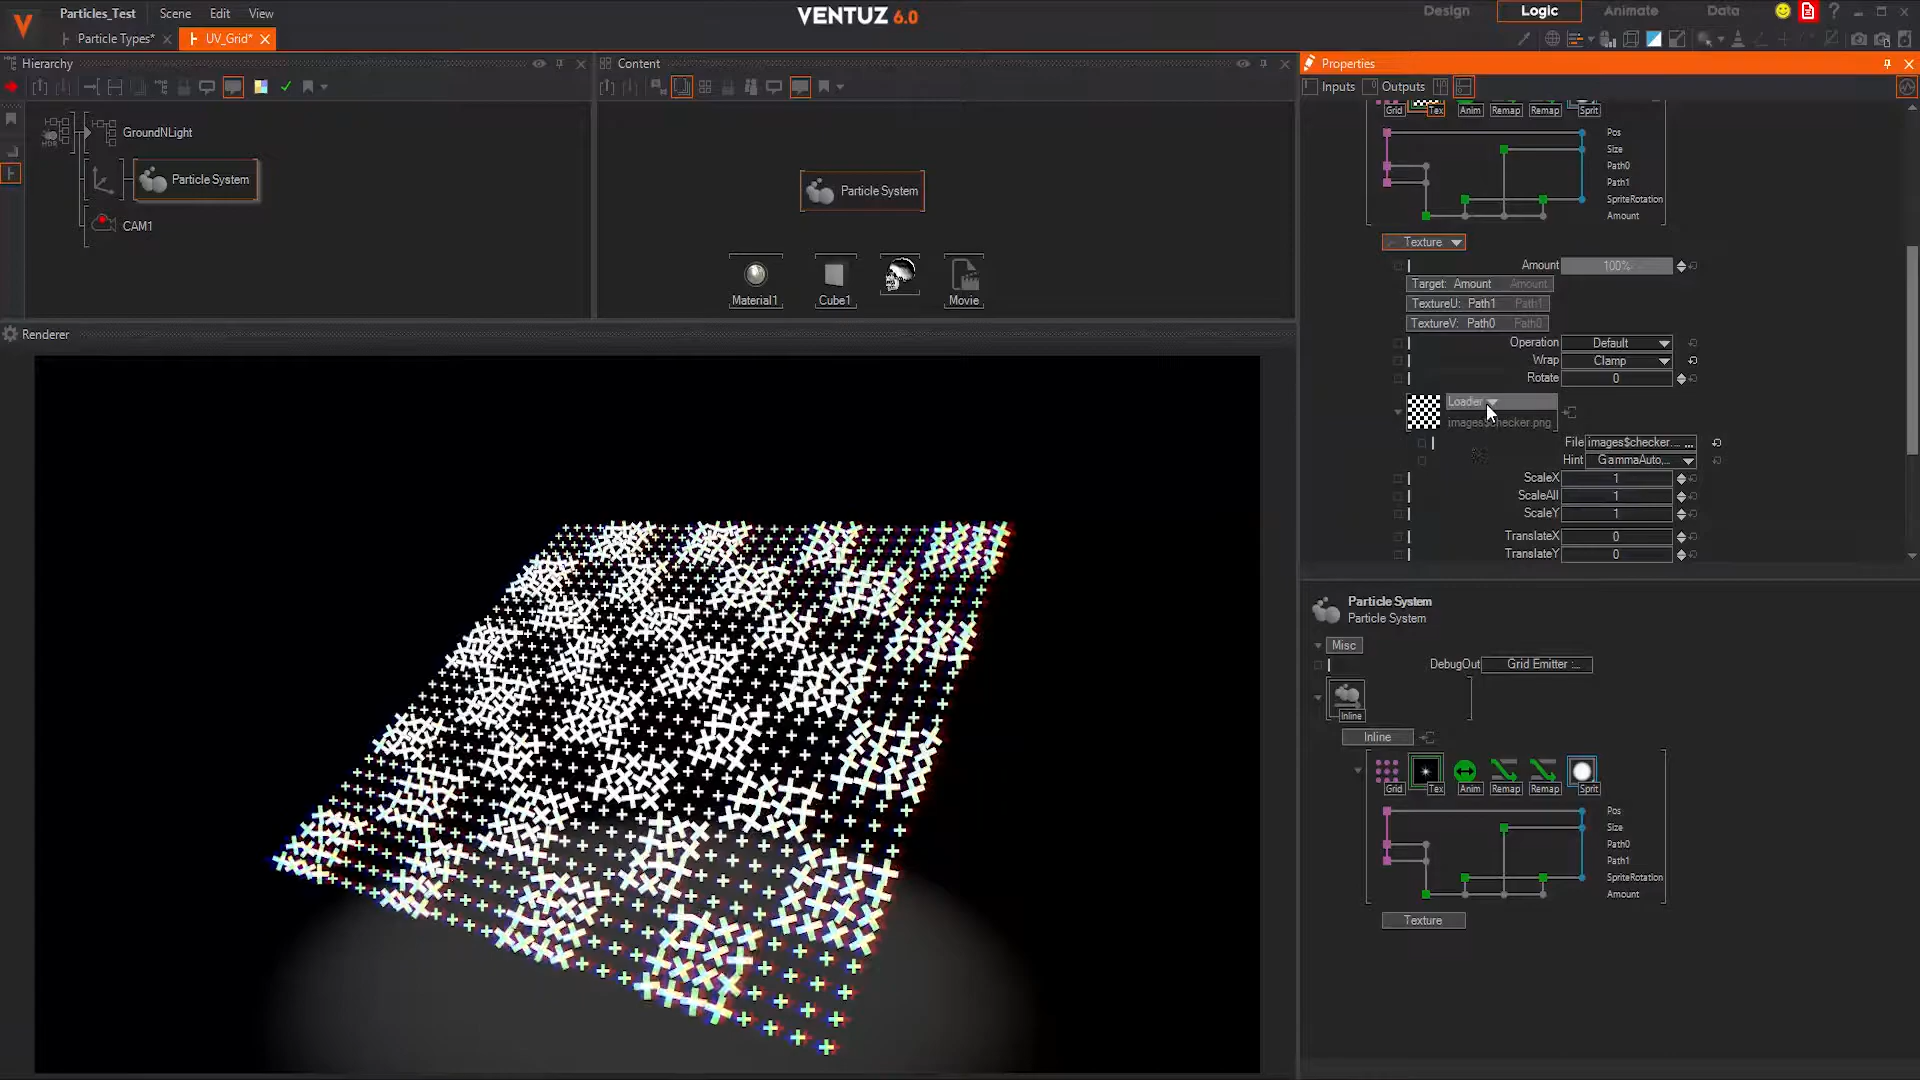 Particles_Test
Scene
Edit
View
VENTUZ 6.0
Design
Logic
Animate
Data
Particle Types*
UV_Grid*
Hierarchy
Content
Properties
Inputs
Outputs
HDR
GroundNLight
Particle System
CAM1
Particle System
Material1
Cube1
Movie
Renderer
Grid
Tex
Anim
Remap
Remap
Sprit
Pos
Size
Path0
Path1
SpriteRotation
Amount
Texture
Amount 100%
Target: Amount Amount
TextureU: Path1 Path1
TextureV: Path0 Path0
Operation Default
Wrap Clamp
Rotate 0
Loader
images$checker.png
File images$checker... ...
Hint GammaAuto,...
ScaleX 1
ScaleAll 1
ScaleY 1
TranslateX 0
TranslateY 0
Particle System
Particle System
Misc
DebugOut Grid Emitter :...
Inline
Inline
Grid
Tex
Anim
Remap
Remap
Sprit
Pos
Size
Path0
Path1
SpriteRotation
Amount
Texture